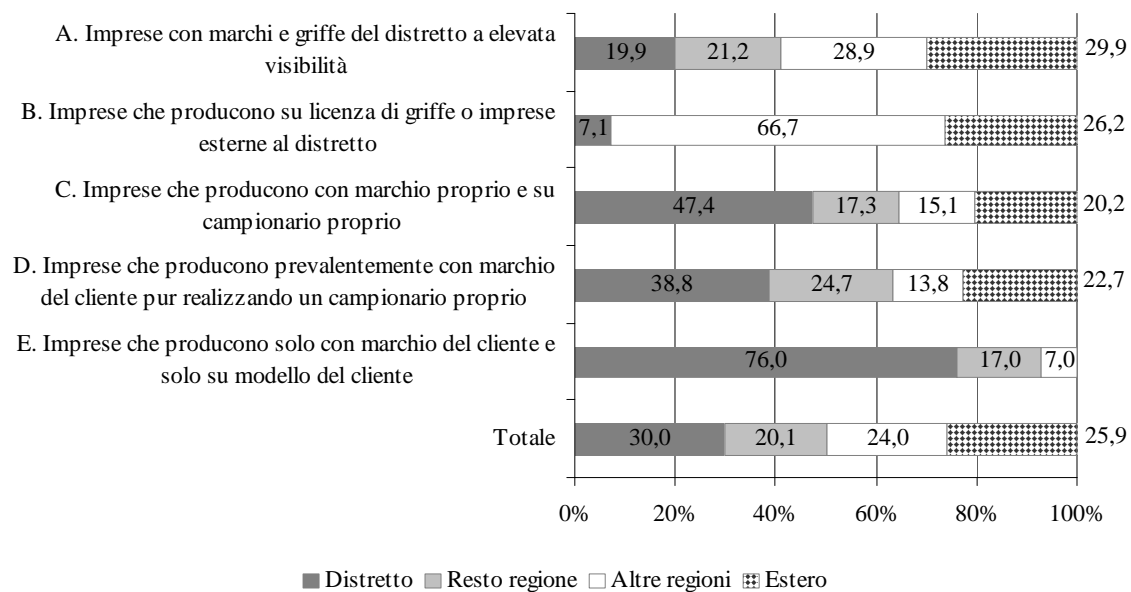 A. Imprese con marchi e griffe del distretto a elevata
visibilità
19,9 21,2 28,9 29,9
B. Imprese che producono su licenza di griffe o imprese
esterne al distretto
7,1 66,7 26,2
C. Imprese che producono con marchio proprio e su
campionario proprio
47,4 17,3 15,1 20,2
D. Imprese che producono prevalentemente con marchio
del cliente pur realizzando un campionario proprio
38,8 24,7 13,8 22,7
E. Imprese che producono solo con marchio del cliente e
solo su modello del cliente
76,0 17,0 7,0
Totale 30,0 20,1 24,0 25,9
0% 20% 40% 60% 80% 100%
Distretto Resto regione Altre regioni Estero